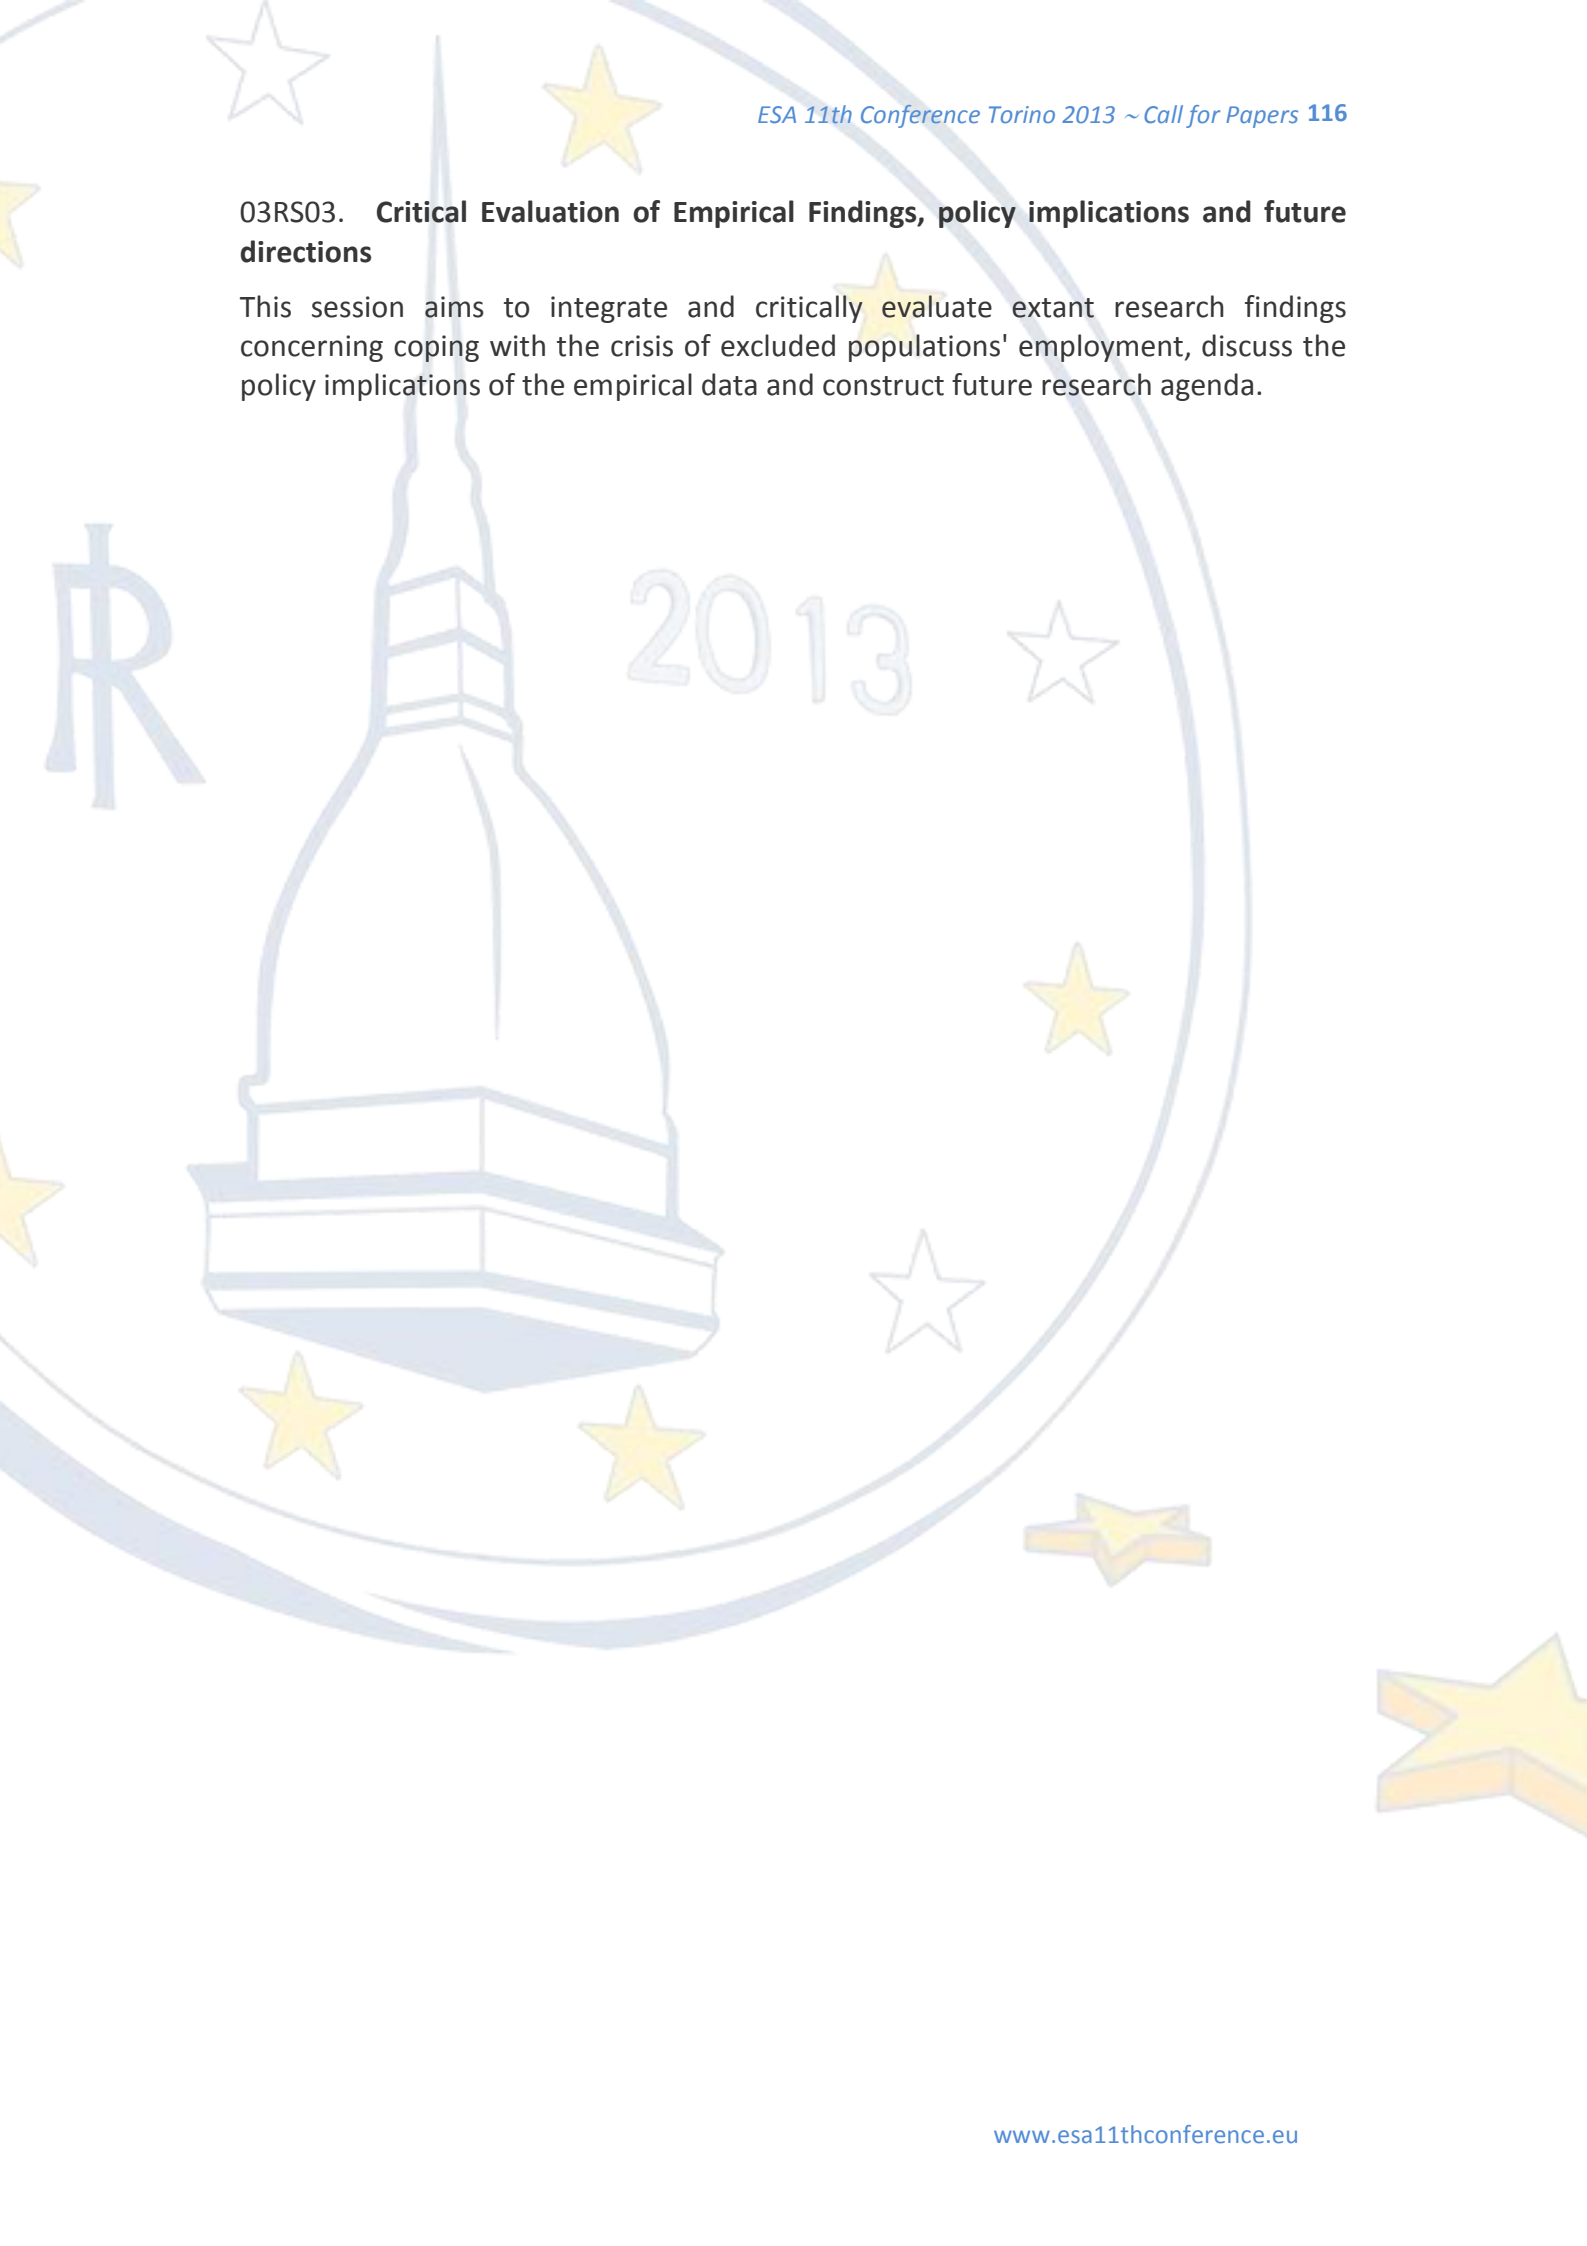 ESA 11th Conference Torino 2013 ~ Call for Papers 116
03RS03. Critical Evaluation of Empirical Findings, policy implications and future
directions
This session aims to integrate and critically evaluate extant research findings
concerning coping with the crisis of excluded populations' employment, discuss the
policy implications of the empirical data and construct future research agenda.
R 2013
www.esa11thconference.eu